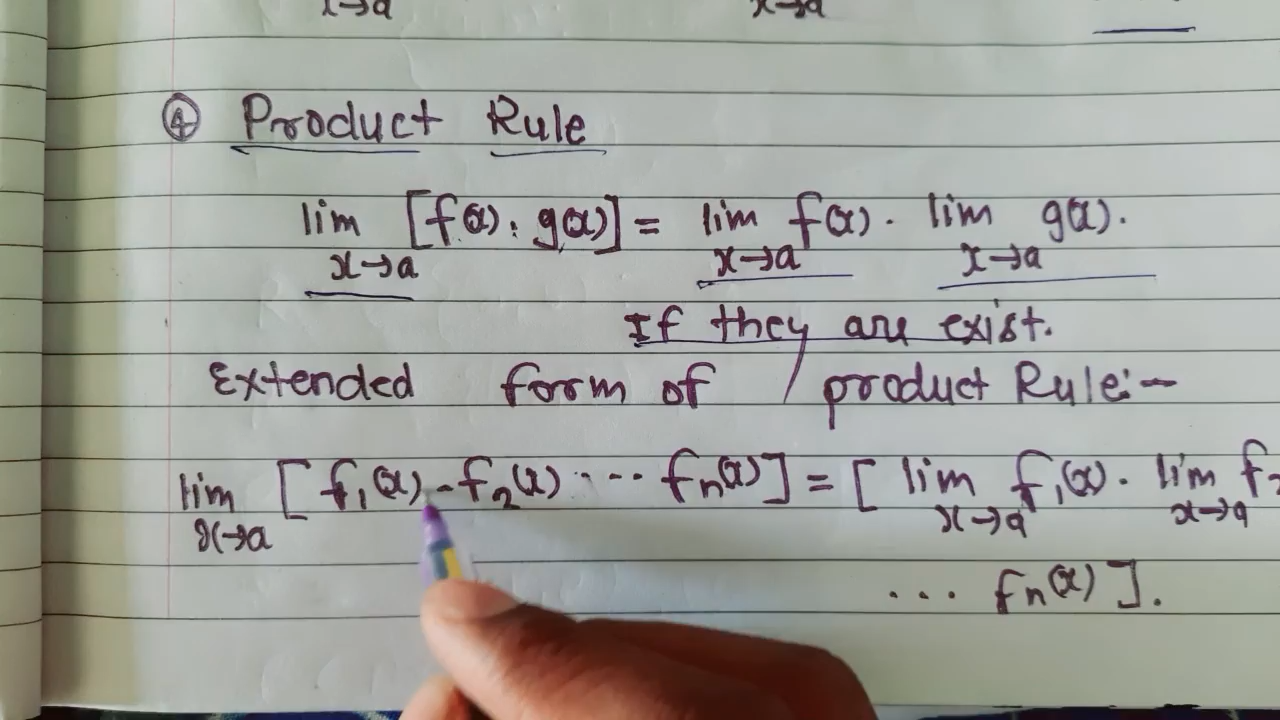 x→a x→a
④ Product Rule
lim [f(x). g(x)] = lim f(x). lim g(x).
x→a x→a x→a
If they are exist.
Extended form of product Rule:-
lim [ f₁(x) - f₂(x) ... fn(x)] = [ lim f₁(x). lim f₂
x→a x→a x→a
... fn(x) ].